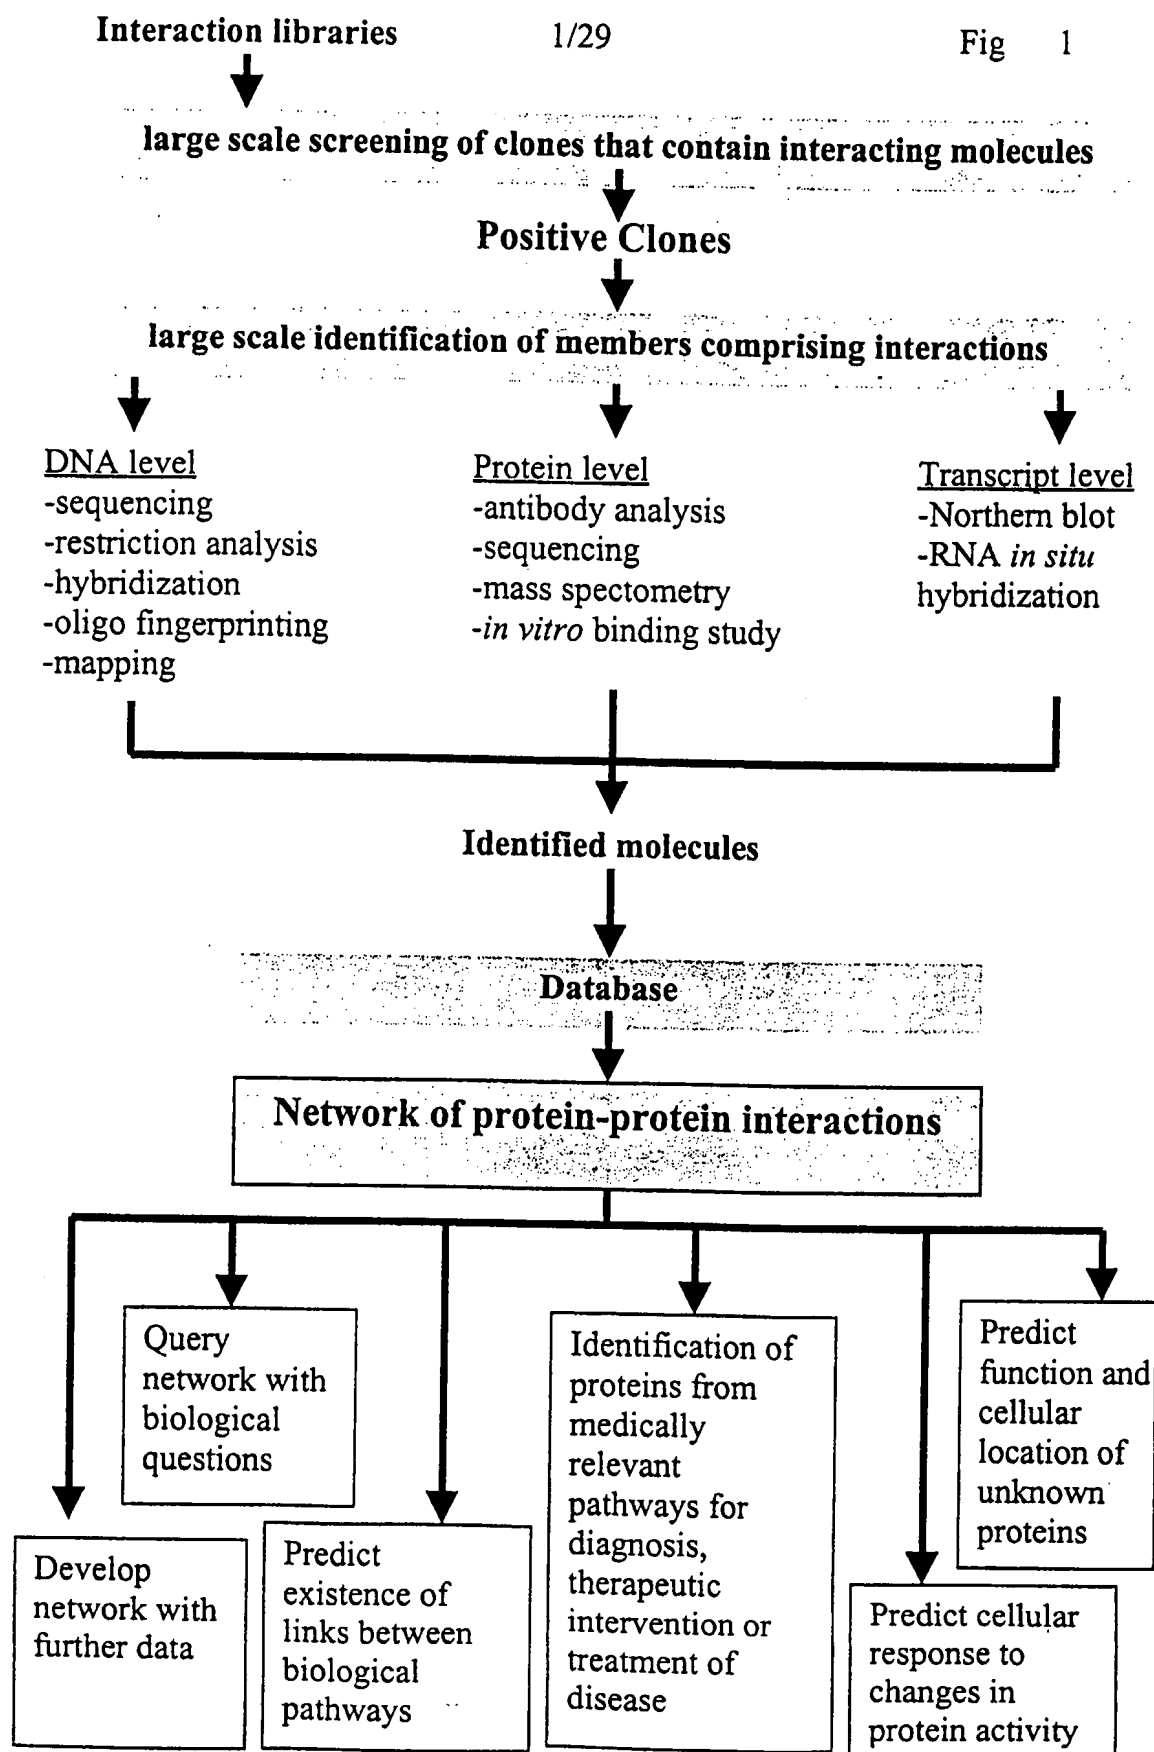 Interaction libraries
1/29
Fig 1
large scale screening of clones that contain interacting molecules
Positive Clones
large scale identification of members comprising interactions
DNA level
-sequencing
-restriction analysis
-hybridization
-oligo fingerprinting
-mapping
Protein level
-antibody analysis
-sequencing
-mass spectometry
-in vitro binding study
Transcript level
-Northern blot
-RNA in situ
hybridization
Identified molecules
Database
Network of protein-protein interactions
Develop
network with
further data
Query
network with
biological
questions
Predict
existence of
links between
biological
pathways
Identification of
proteins from
medically
relevant
pathways for
diagnosis,
therapeutic
intervention or
treatment of
disease
Predict cellular
response to
changes in
protein activity
Predict
function and
cellular
location of
unknown
proteins